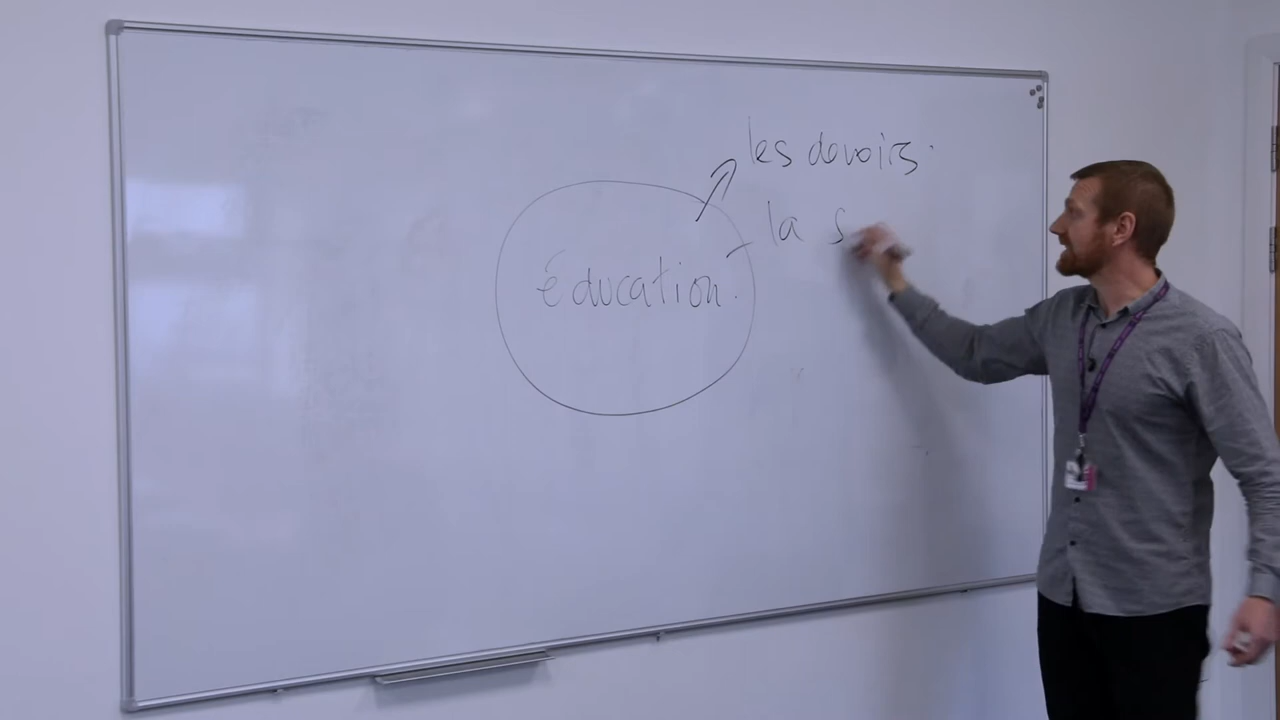 les devoirs.
la s
éducation.